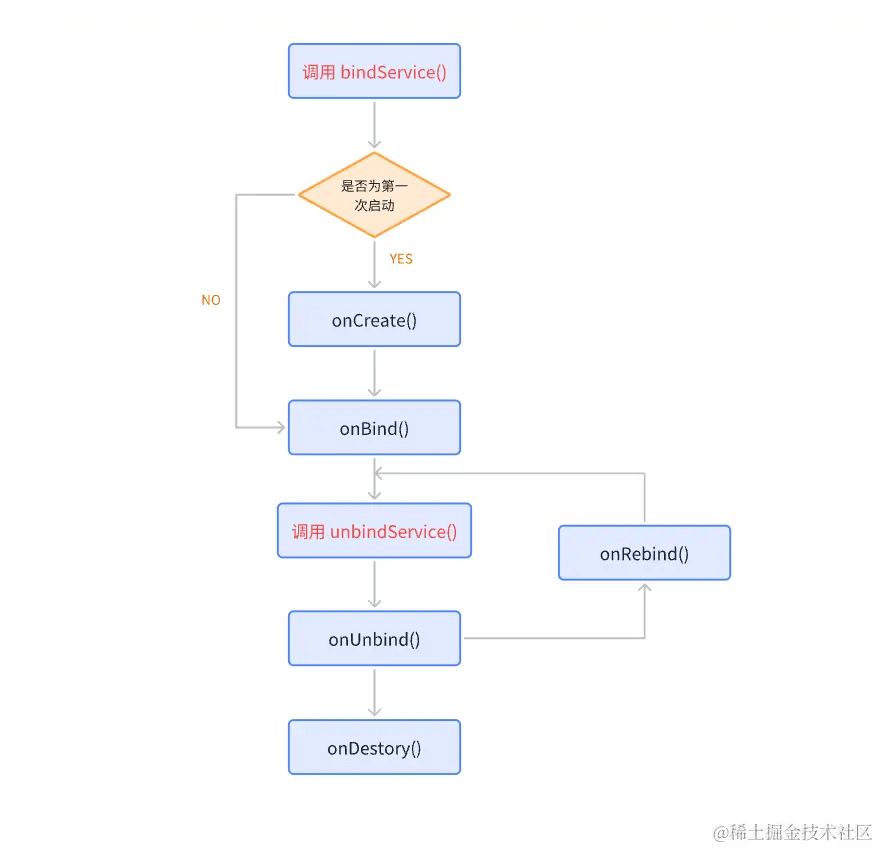 调用 bindService()
是否为第一
次启动
YES
NO
onCreate()
onBind()
调用 unbindService()
onRebind()
onUnbind()
onDestory()
@稀土掘金技术社区